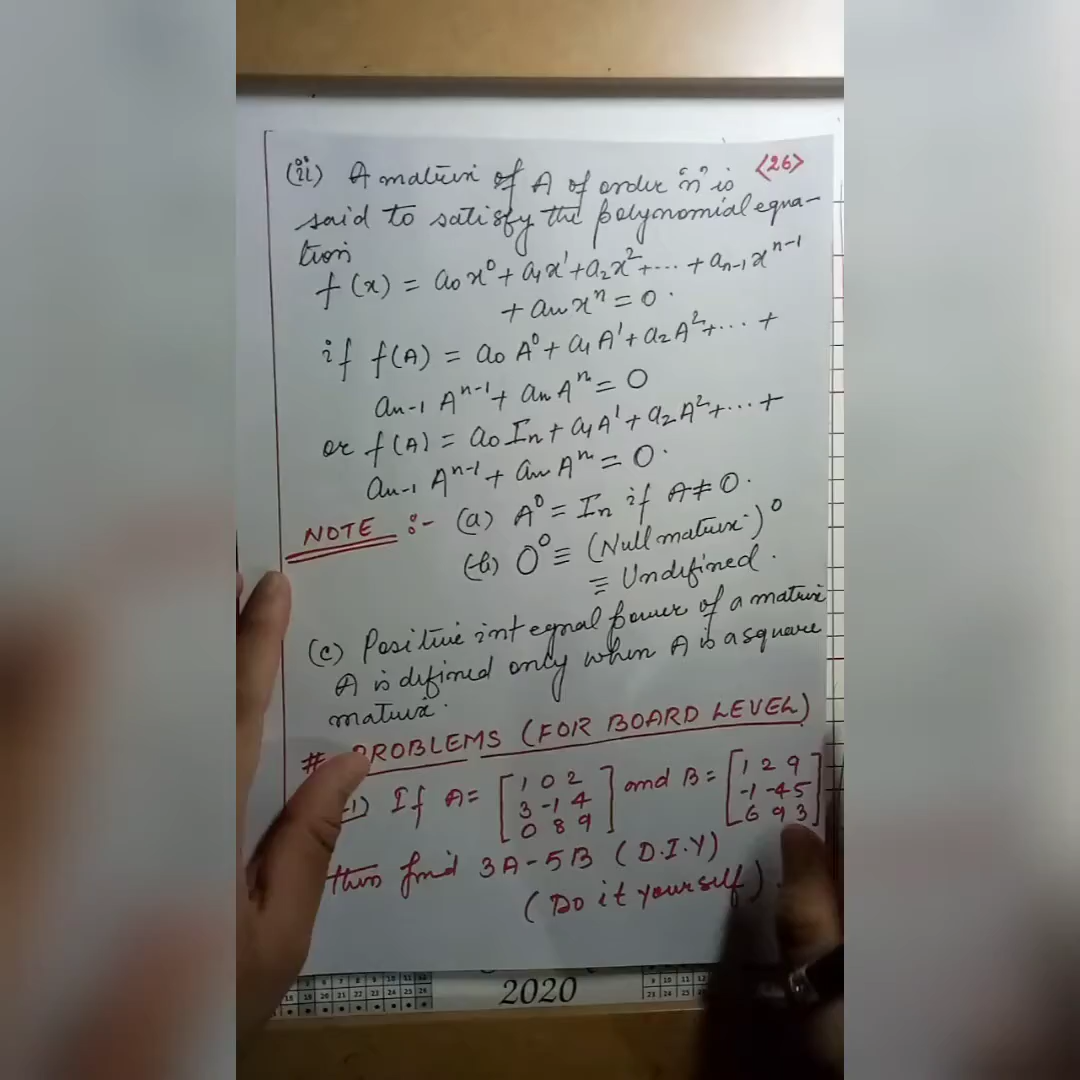 (ii) A matrix of A of order "n" is <26>
said to satisfy the polynomial equa-
tion
f(x) = a₀x⁰ + a₁x¹ + a₂x² + ... + aₙ₋₁xⁿ⁻¹
+ aₙxⁿ = 0.
if f(A) = a₀A⁰ + a₁A¹ + a₂A² + ... +
aₙ₋₁Aⁿ⁻¹ + aₙAⁿ = O
or f(A) = a₀Iₙ + a₁A¹ + a₂A² + ... +
aₙ₋₁Aⁿ⁻¹ + aₙAⁿ = O.
NOTE :- (a) A⁰ = Iₙ if A ≠ O.
(b) O⁰ ≡ (Null matrix)⁰
≡ Undefined.
(c) Positive integral power of a matrix
A is defined only when A is a square
matrix.
# PROBLEMS (FOR BOARD LEVEL)
-1) If A = [1 0 2 and B = [1 2 9
3 -1 4 -1 -4 5
0 8 9] 6 9 3]
then find 3A - 5B (D.I.Y)
(Do it yourself).
2020